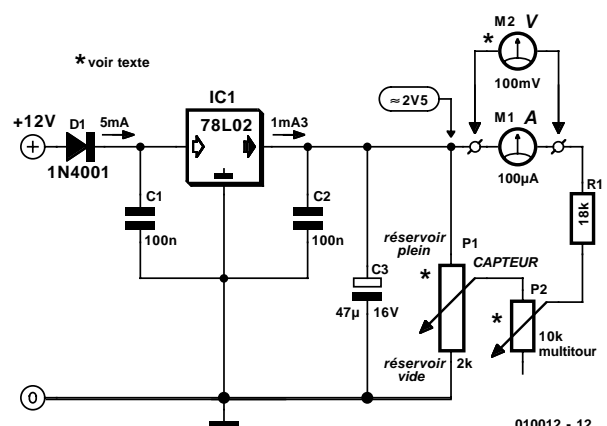 M2 V
* voir texte
*
100mV
IC1
≈2V5
+12V
D1
5mA
78L02
1mA3
M1 A
1N4001
100µA
R1
18k
C1
C2
réservoir
plein
P1
100n
100n
CAPTEUR
C3
*
P2
47µ 16V
*
10k
multitour
réservoir
vide
2k
0
010012 - 12